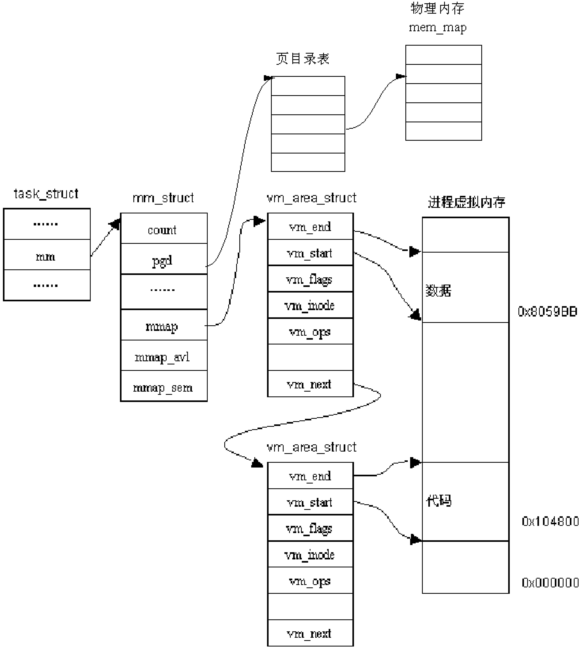 物理内存
mem_map
页目录表
task_struct
......
mm
......
mm_struct
count
pgd
......
mmap
mmap_avl
mmap_sem
vm_area_struct
vm_end
vm_start
vm_flags
vm_inode
vm_ops
vm_next
vm_area_struct
vm_end
vm_start
vm_flags
vm_inode
vm_ops
vm_next
进程虚拟内存
数据
0x8059BB
代码
0x104800
0x000000